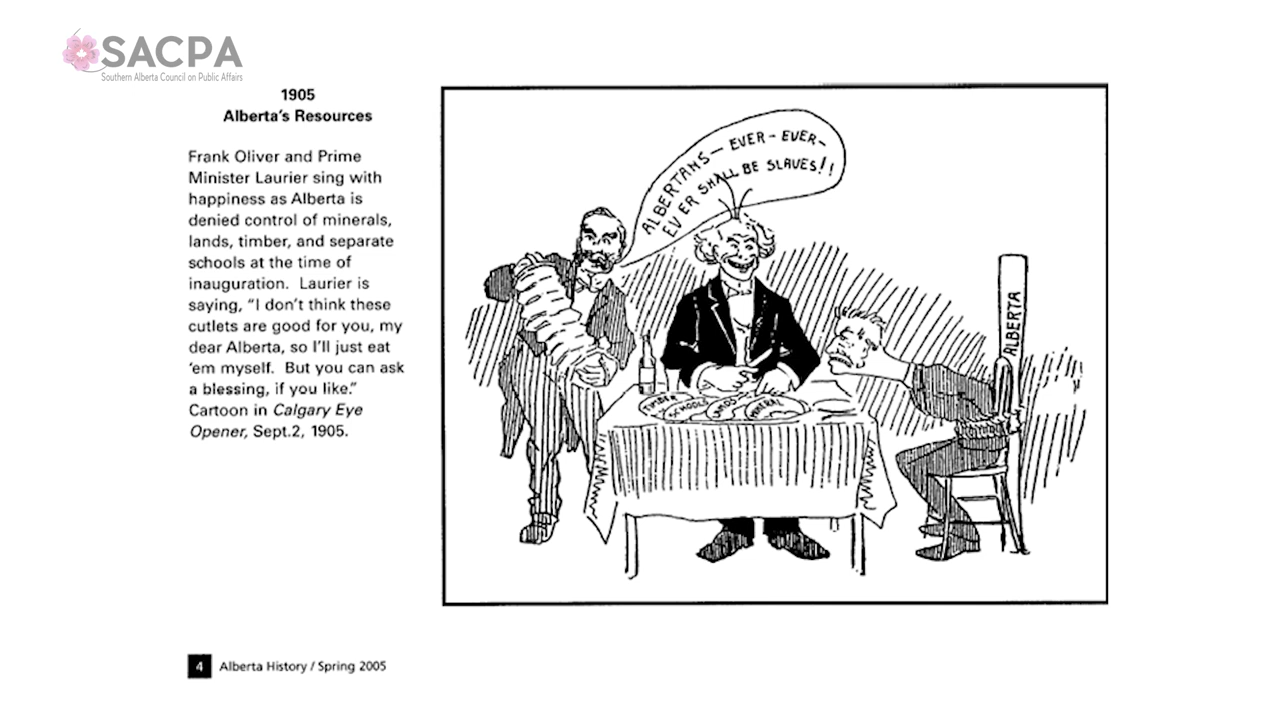 SACPA
Southern Alberta Council on Public Affairs
1905
Alberta's Resources
Frank Oliver and Prime
Minister Laurier sing with
happiness as Alberta is
denied control of minerals,
lands, timber, and separate
schools at the time of
inauguration. Laurier is
saying, "I don't think these
cutlets are good for you, my
dear Alberta, so I'll just eat
'em myself. But you can ask
a blessing, if you like."
Cartoon in Calgary Eye
Opener, Sept.2, 1905.
ALBERTANS — EVER - EVER -
EVER SHALL BE SLAVES!!
ALBERTA
TIMBER
SCHOOLS
LANDS
MINERAL
4 Alberta History / Spring 2005